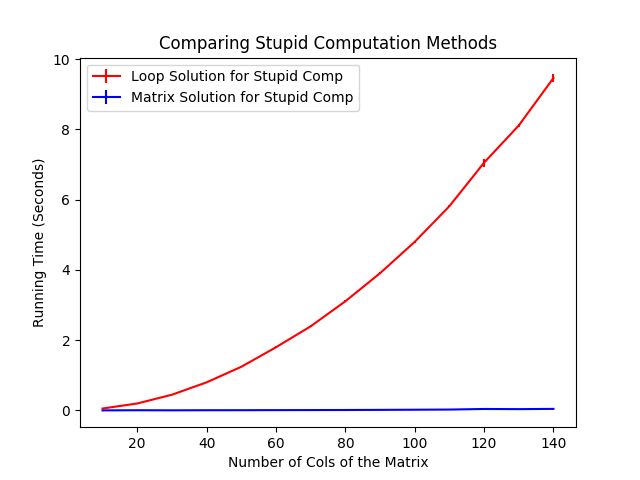 Comparing Stupid Computation Methods
Loop Solution for Stupid Comp
Matrix Solution for Stupid Comp
Running Time (Seconds)
10
8
6
4
2
0
20 40 60 80 100 120 140
Number of Cols of the Matrix